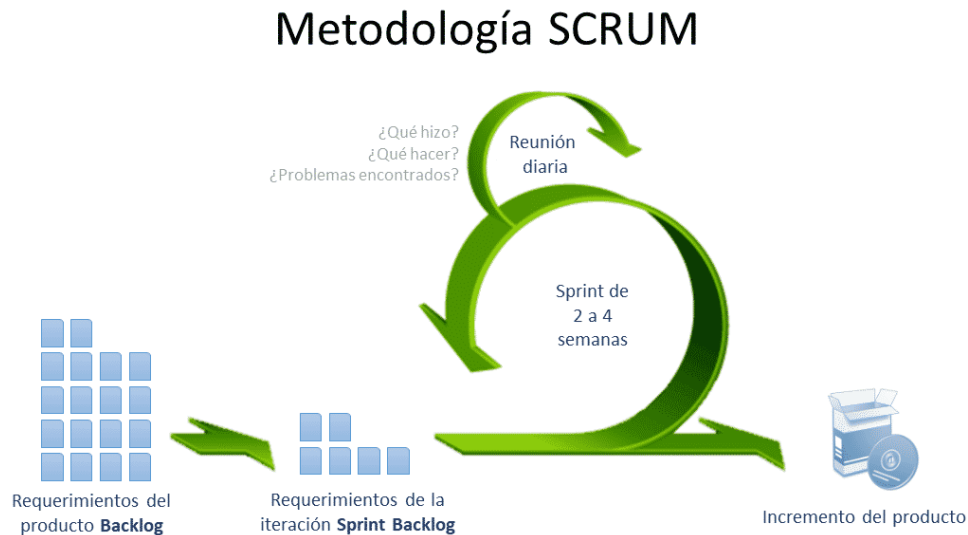 Metodología SCRUM
¿Qué hizo?
¿Qué hacer?
¿Problemas encontrados?
Reunión
diaria
Sprint de
2 a 4
semanas
Requerimientos del
producto Backlog
Requerimientos de la
iteración Sprint Backlog
Incremento del producto